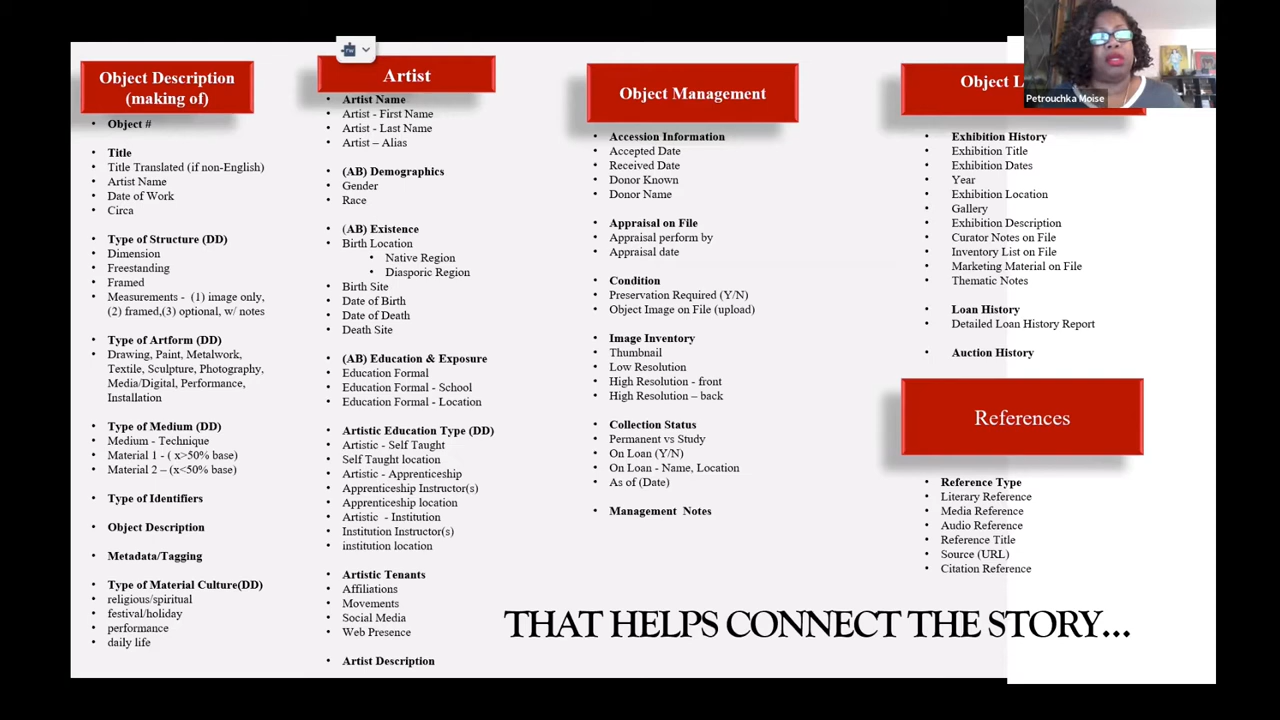 Object Description
(making of)
Object #
Title
Title Translated (if non-English)
Artist Name
Date of Work
Circa
Type of Structure (DD)
Dimension
Freestanding
Framed
Measurements - (1) image only,
(2) framed,(3) optional, w/ notes
Type of Artform (DD)
Drawing, Paint, Metalwork,
Textile, Sculpture, Photography,
Media/Digital, Performance,
Installation
Type of Medium (DD)
Medium - Technique
Material 1 - ( x>50% base)
Material 2 – (x<50% base)
Type of Identifiers
Object Description
Metadata/Tagging
Type of Material Culture(DD)
religious/spiritual
festival/holiday
performance
daily life
Artist
Artist Name
Artist - First Name
Artist - Last Name
Artist – Alias
(AB) Demographics
Gender
Race
(AB) Existence
Birth Location
Native Region
Diasporic Region
Birth Site
Date of Birth
Date of Death
Death Site
(AB) Education & Exposure
Education Formal
Education Formal - School
Education Formal - Location
Artistic Education Type (DD)
Artistic - Self Taught
Self Taught location
Artistic - Apprenticeship
Apprenticeship Instructor(s)
Apprenticeship location
Artistic - Institution
Institution Instructor(s)
institution location
Artistic Tenants
Affiliations
Movements
Social Media
Web Presence
Artist Description
Object Management
Accession Information
Accepted Date
Received Date
Donor Known
Donor Name
Appraisal on File
Appraisal perform by
Appraisal date
Condition
Preservation Required (Y/N)
Object Image on File (upload)
Image Inventory
Thumbnail
Low Resolution
High Resolution - front
High Resolution – back
Collection Status
Permanent vs Study
On Loan (Y/N)
On Loan - Name, Location
As of (Date)
Management Notes
Object L
Petrouchka Moise
Exhibition History
Exhibition Title
Exhibition Dates
Year
Exhibition Location
Gallery
Exhibition Description
Curator Notes on File
Inventory List on File
Marketing Material on File
Thematic Notes
Loan History
Detailed Loan History Report
Auction History
References
Reference Type
Literary Reference
Media Reference
Audio Reference
Reference Title
Source (URL)
Citation Reference
THAT HELPS CONNECT THE STORY...